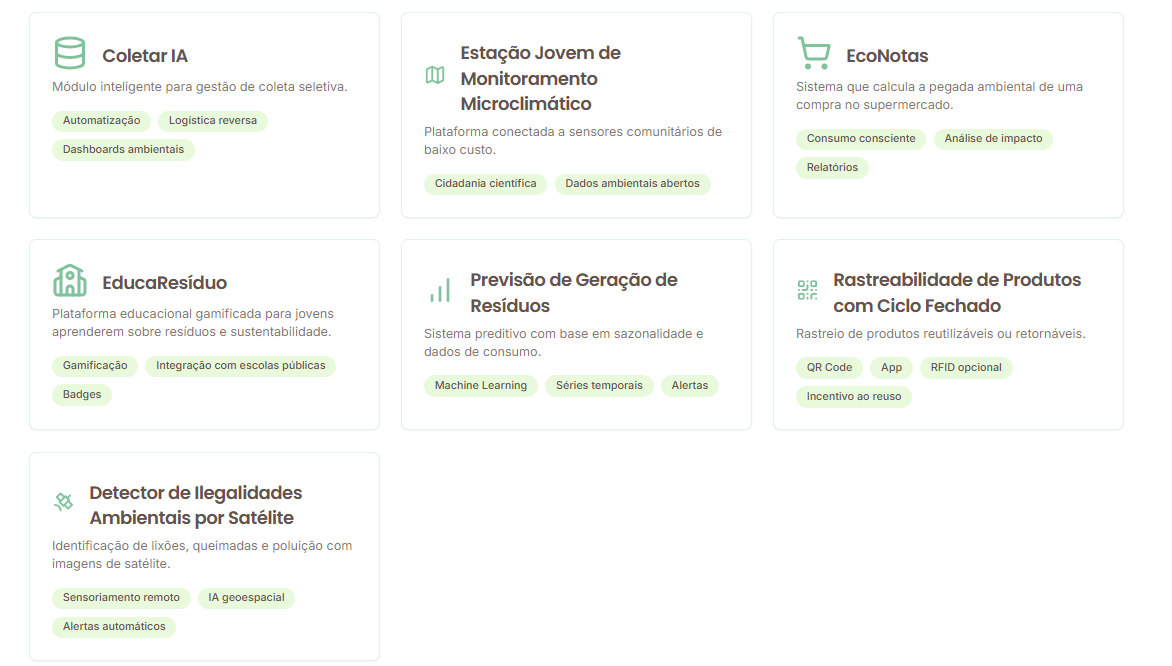 Coletar IA
Módulo inteligente para gestão de coleta seletiva.
Automatização
Logística reversa
Dashboards ambientais
Estação Jovem de
Monitoramento
Microclimático
Plataforma conectada a sensores comunitários de
baixo custo.
Cidadania científica
Dados ambientais abertos
EcoNotas
Sistema que calcula a pegada ambiental de uma
compra no supermercado.
Consumo consciente
Análise de impacto
Relatórios
EducaResíduo
Plataforma educacional gamificada para jovens
aprenderem sobre resíduos e sustentabilidade.
Gamificação
Integração com escolas públicas
Badges
Previsão de Geração de
Resíduos
Sistema preditivo com base em sazonalidade e
dados de consumo.
Machine Learning
Séries temporais
Alertas
Rastreabilidade de Produtos
com Ciclo Fechado
Rastreio de produtos reutilizáveis ou retornáveis.
QR Code
App
RFID opcional
Incentivo ao reuso
Detector de Ilegalidades
Ambientais por Satélite
Identificação de lixões, queimadas e poluição com
imagens de satélite.
Sensoriamento remoto
IA geoespacial
Alertas automáticos